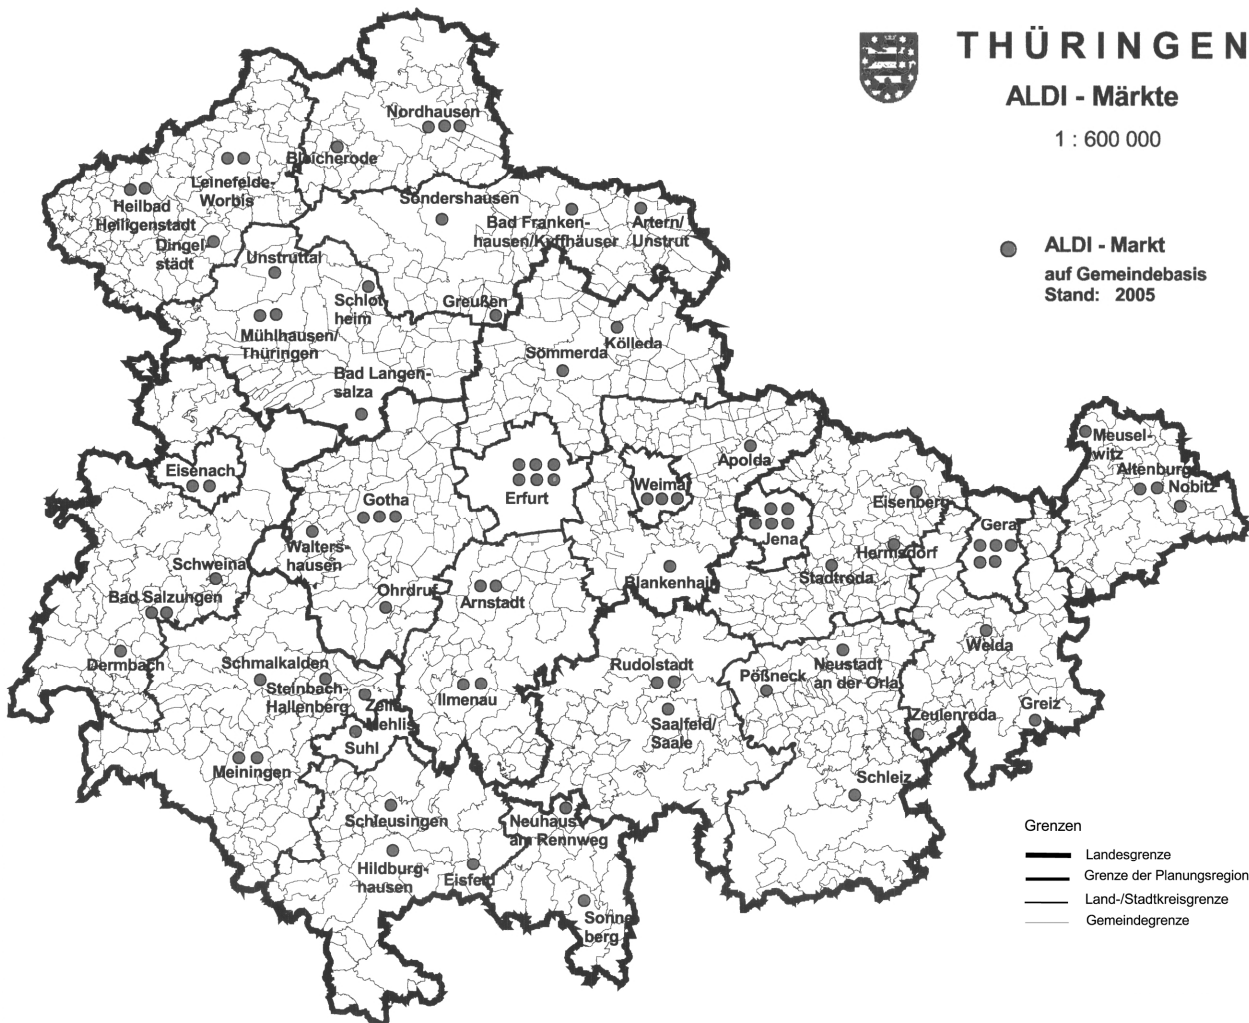 THÜRINGEN
ALDI - Märkte
1 : 600 000
ALDI - Markt
auf Gemeindebasis
Stand: 2005
Nordhausen
Bleicherode
Leinefelde-
Worbis
Heilbad
Heiligenstadt
Dingel-
städt
Sondershausen
Bad Franken-
hausen/Kyffhäuser
Artern/
Unstrut
Unstruttal
Schlot-
heim
Greußen
Mühlhausen/
Thüringen
Kölleda
Sömmerda
Bad Langen-
salza
Meusel-
witz
Altenburg
Nobitz
Apolda
Eisenach
Erfurt
Weimar
Gotha
Eisenberg
Jena
Gera
Walters-
hausen
Hermsdorf
Stadtroda
Schweina
Blankenhain
Ohrdruf
Arnstadt
Bad Salzungen
Weida
Dermbach
Schmalkalden
Steinbach-
Hallenberg
Zella-
Mehlis
Ilmenau
Rudolstadt
Pößneck
Neustadt
an der Orla
Saalfeld/
Saale
Zeulenroda
Greiz
Suhl
Meiningen
Schleiz
Schleusingen
Neuhaus
am Rennweg
Hildburg-
hausen
Eisfeld
Sonne-
berg
Grenzen
Landesgrenze
Grenze der Planungsregion
Land-/Stadtkreisgrenze
Gemeindegrenze